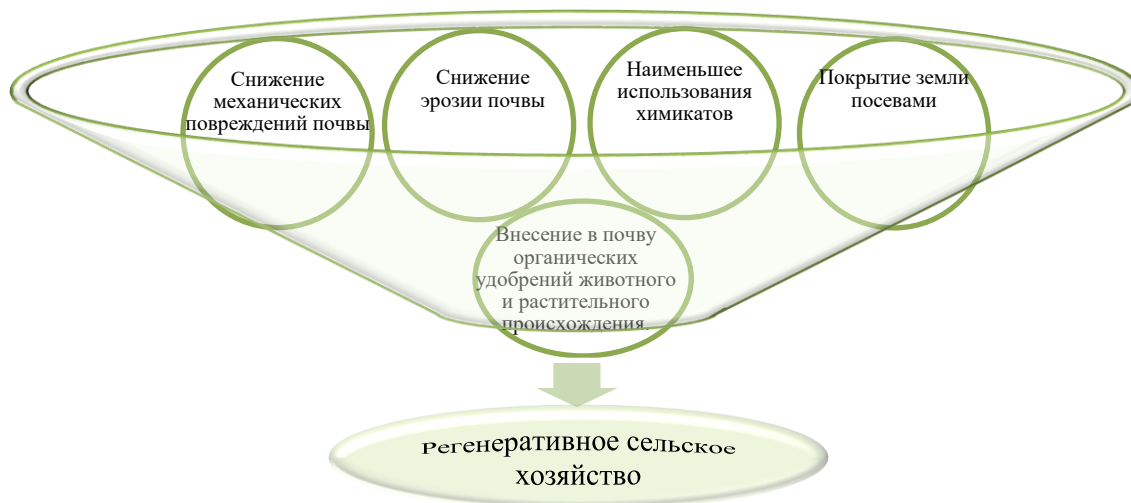 Снижение
механических
повреждений почвы
Снижение
эрозии почвы
Наименьшее
использования
химикатов
Покрытие земли
посевами
Внесение в почву
органических
удобрений животного
и растительного
происхождения.
Регенеративное сельское
хозяйство